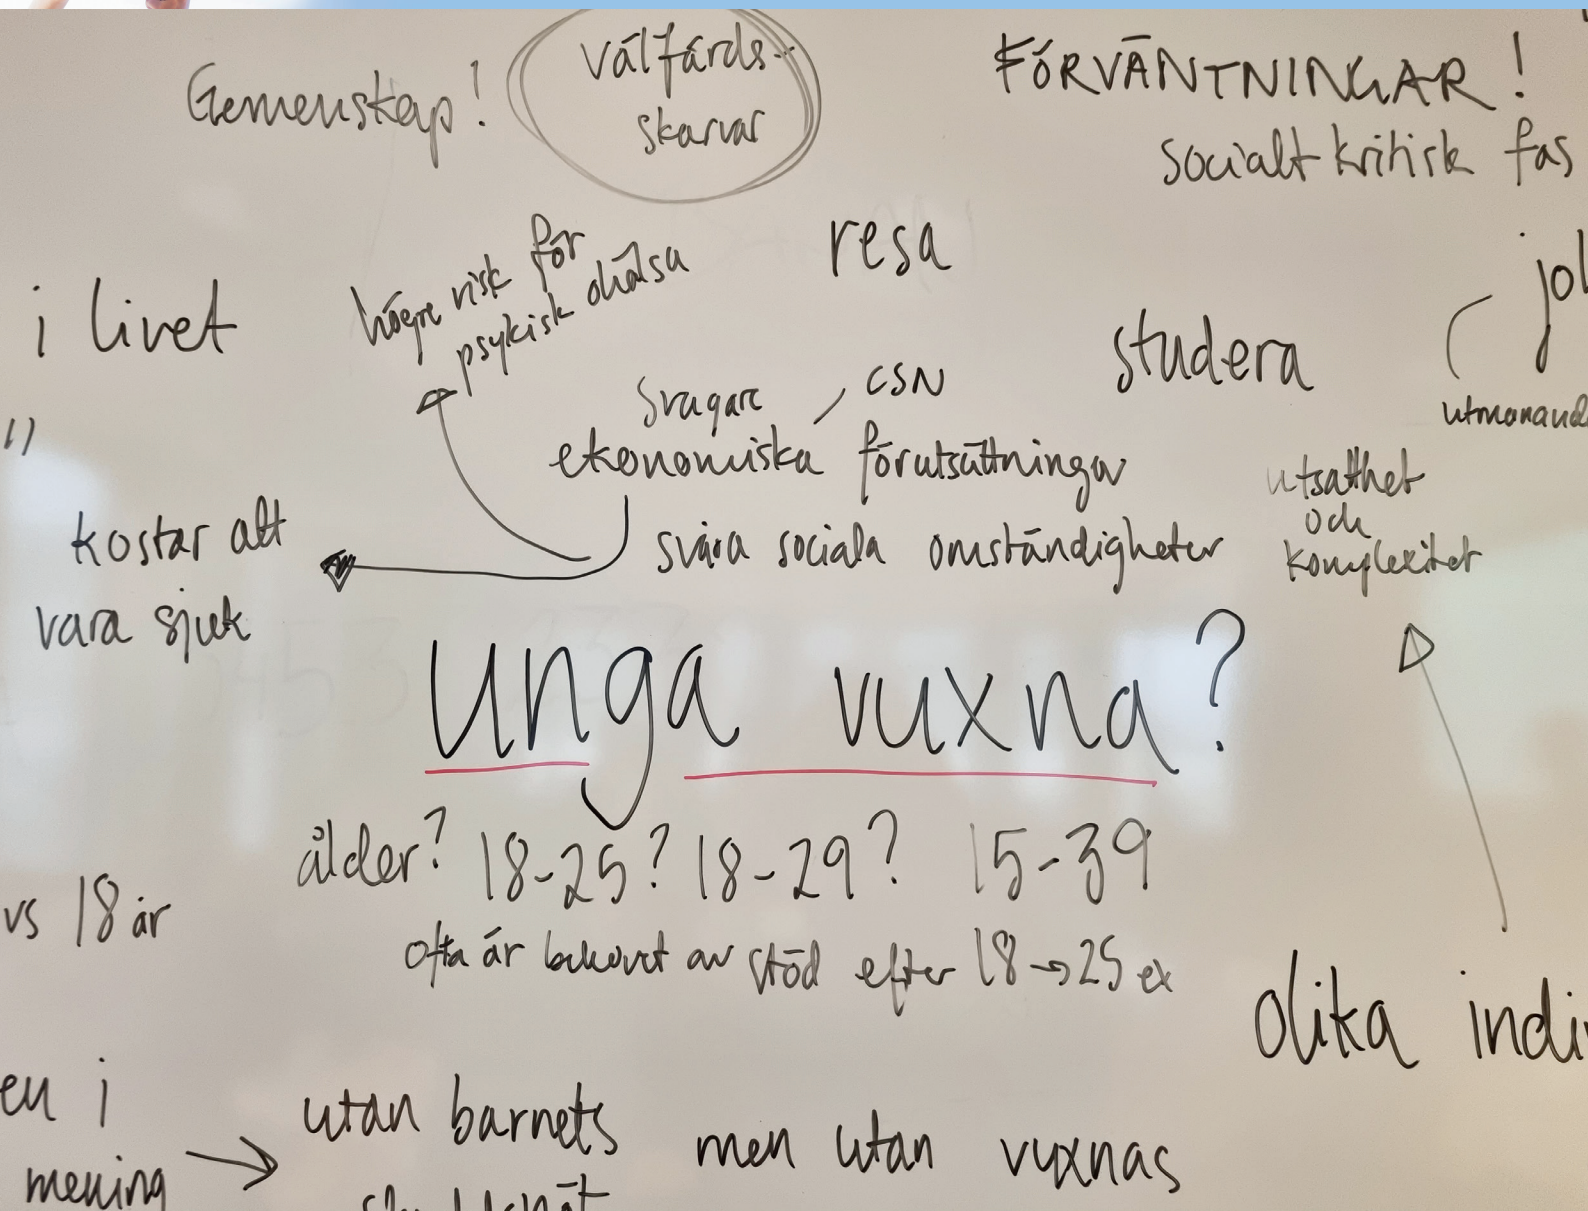 Gemenskap!
välfärds-
skarvar
FÖRVÄNTNINGAR!
socialt kritisk fas
resa
i livet
högre risk för
psykisk ohälsa
studera
utmanand
svagare
CSN
ekonomiska förutsättningar
svåra sociala omständigheter
utsatthet
och
komplexitet
kostar att
vara sjuk
unga vuxna?
ålder? 18-25? 18-29? 15-39
ofta är behovet av stöd efter 18→25 ex
vs 18 år
olika indi
en i
mening →
utan barnets
men utan vuxnas